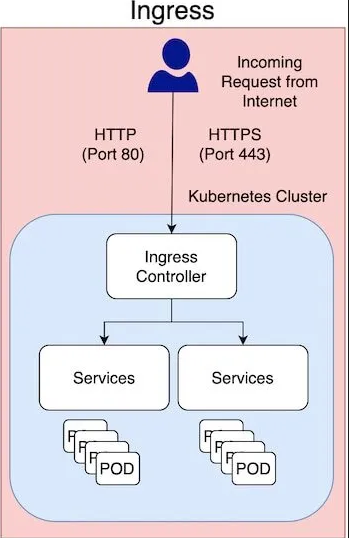 Ingress
Incoming
Request from
Internet
HTTP
(Port 80)
HTTPS
(Port 443)
Kubernetes Cluster
Ingress
Controller
Services
Services
POD
POD